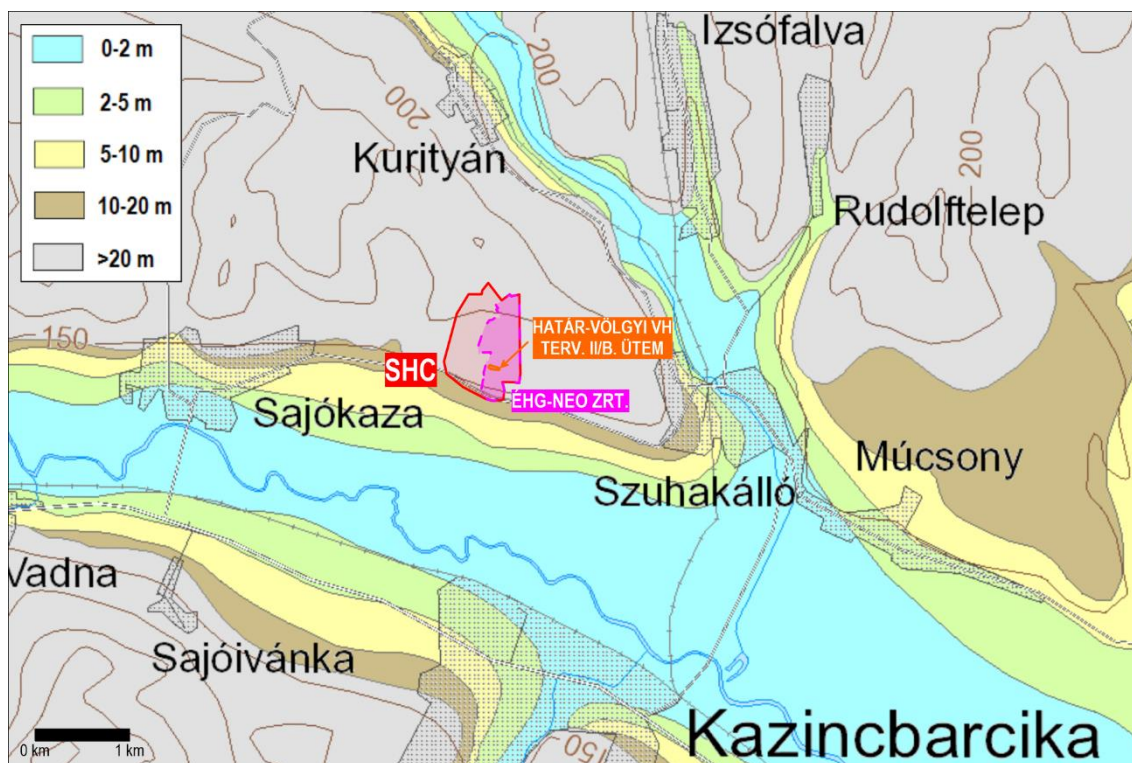 0-2 m
2-5 m
5-10 m
10-20 m
>20 m
Izsófalva
200
200
Kurityán
200
Rudolftelep
150
HATÁR-VÖLGYI VH
TERV. II/B. ÜTEM
SHC
ÉHG-NEO ZRT.
Sajókaza
Múcsony
Szuhakálló
Vadna
Sajóivánka
Kazincbarcika
150
0 km
1 km